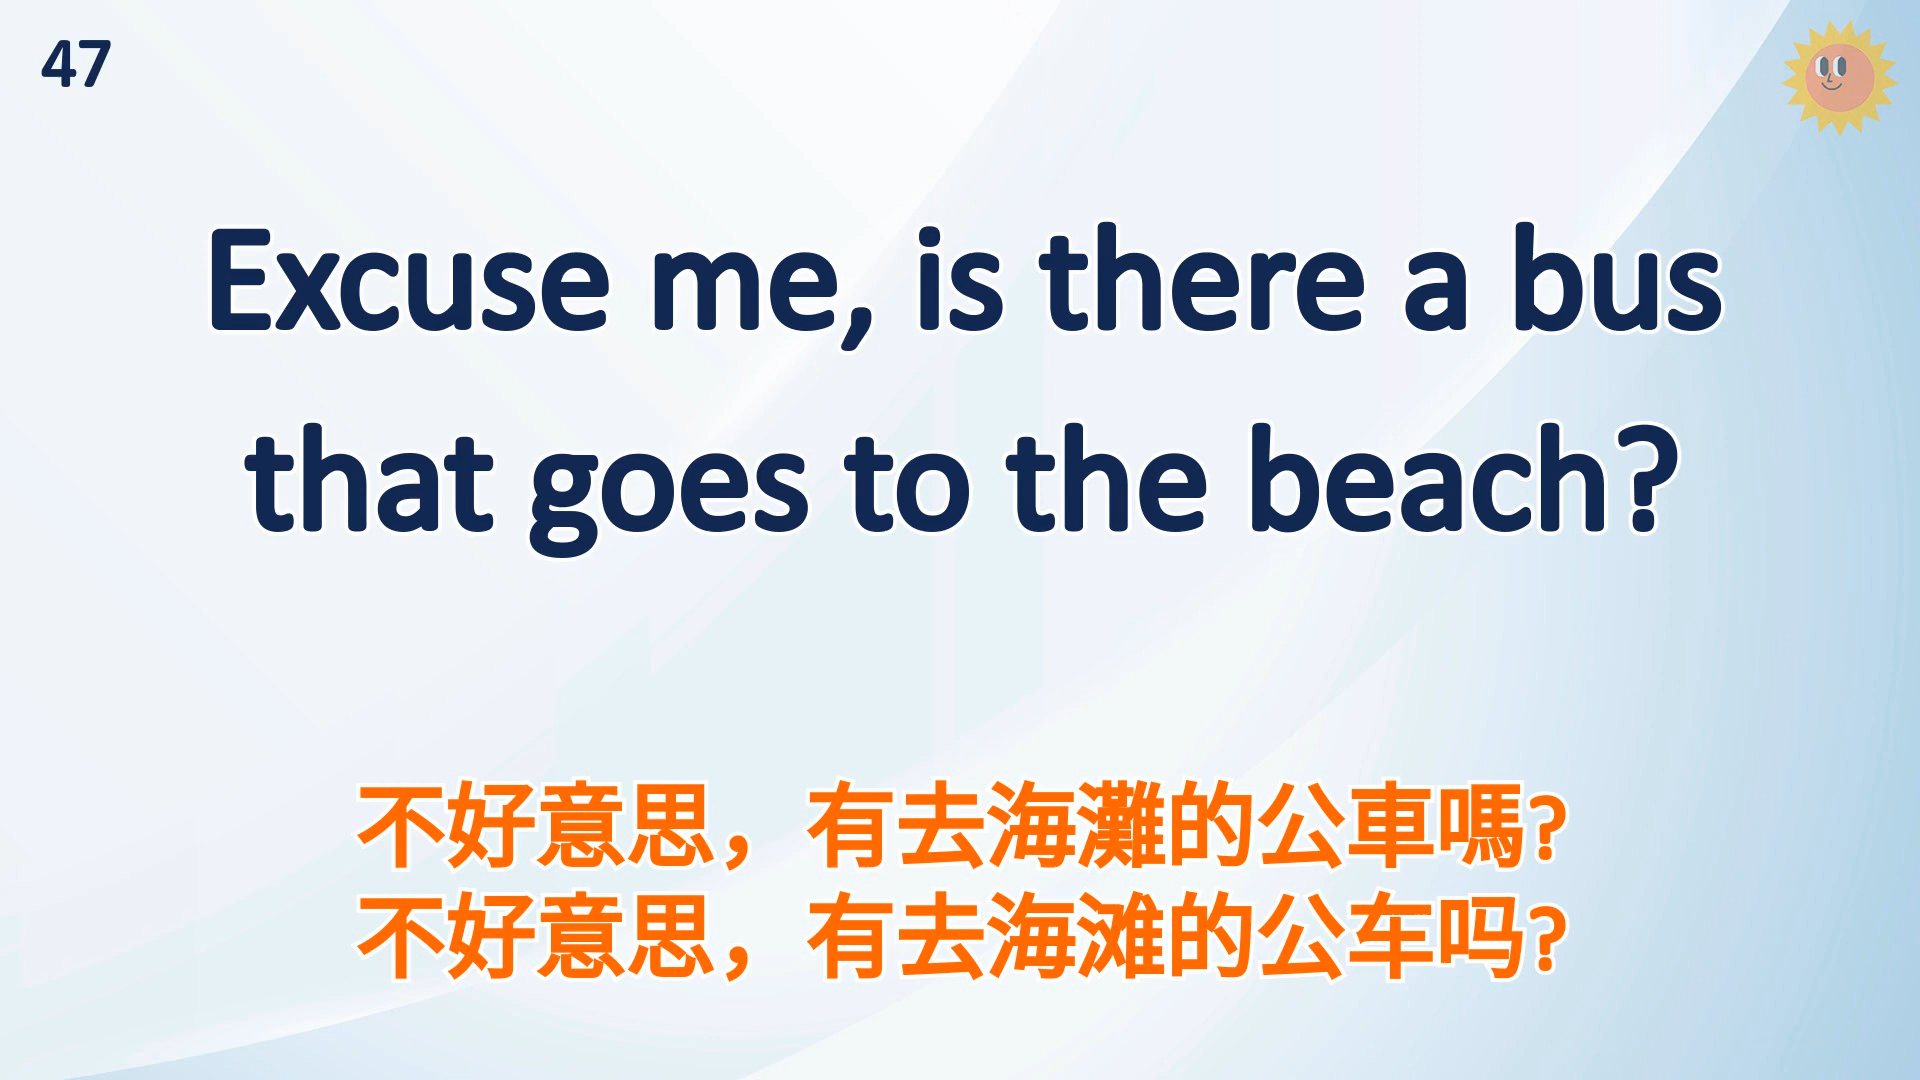 47
Excuse me, is there a bus
that goes to the beach?
不好意思，有去海灘的公車嗎?
不好意思，有去海滩的公车吗?